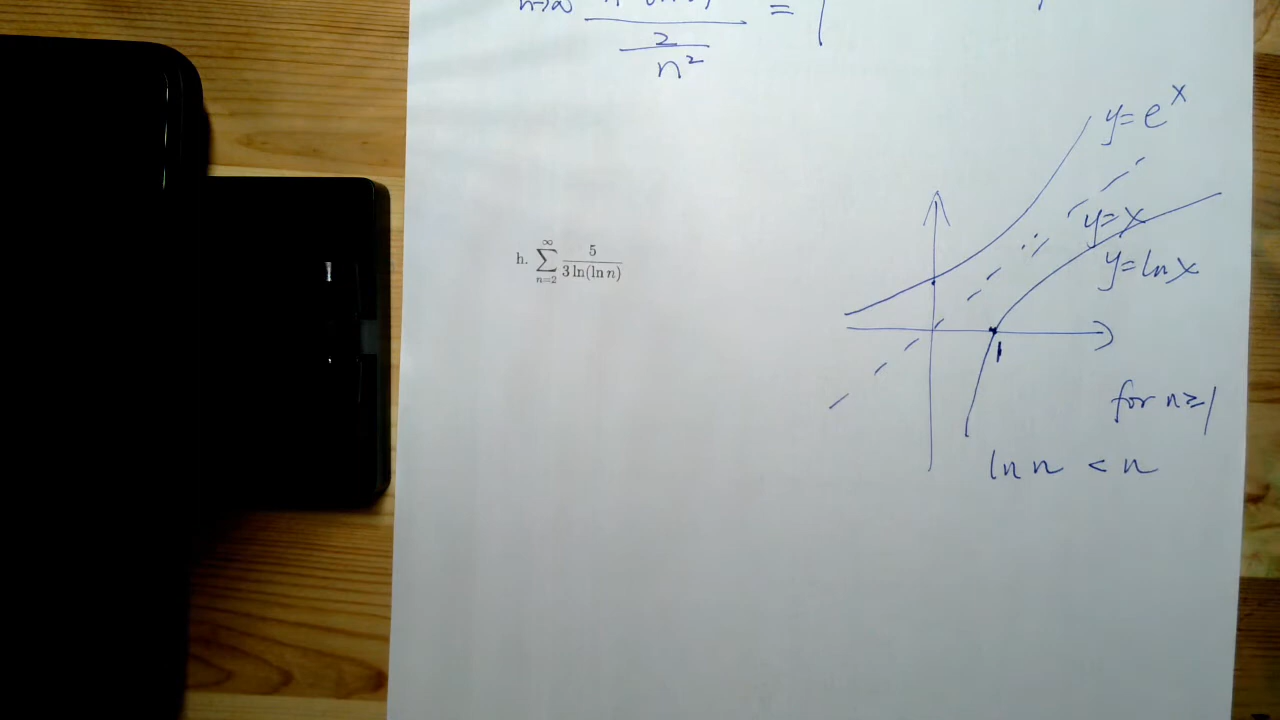 n→∞
2/n² =
y=eˣ
y=x
h. ∑_{n=2}^{∞} 5/(3 ln(ln n))
y=ln x
1
for n≥1
ln n < n